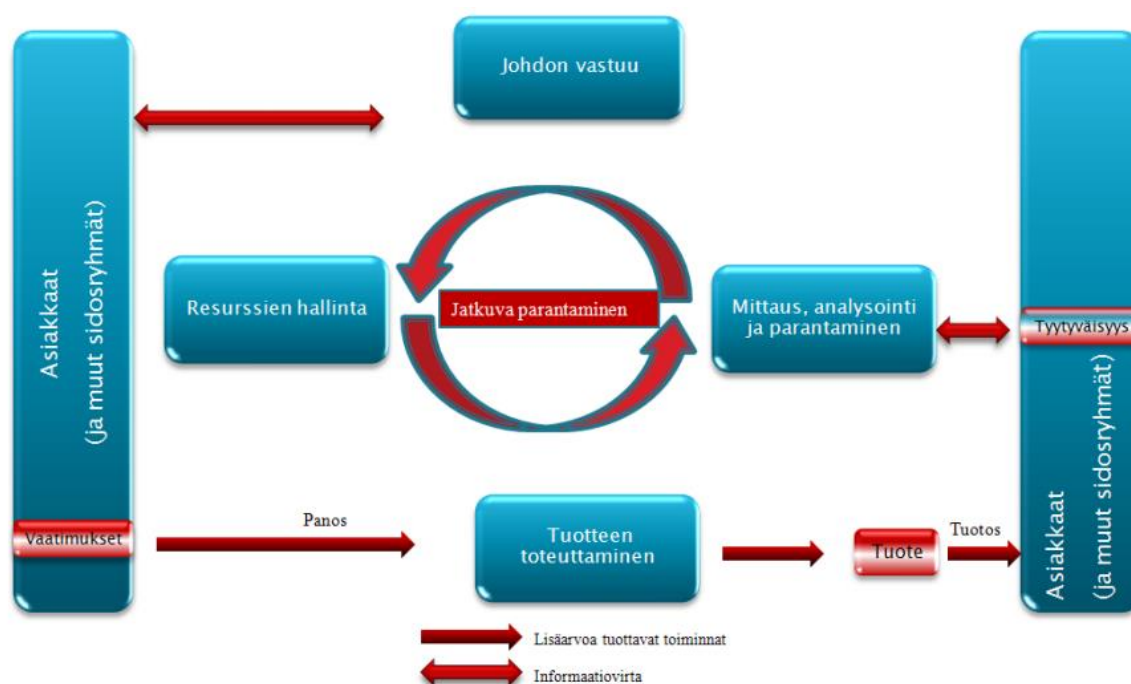 Johdon vastuu
Asiakkaat
(ja muut sidosryhmät)
Resurssien hallinta
Jatkuva parantaminen
Mittaus, analysointi
ja parantaminen
Tyytyväisyys
Vaatimukset
Panos
Tuotteen
toteuttaminen
Tuote
Tuotos
Asiakkaat
(ja muut sidosryhmät)
Lisäarvoa tuottavat toiminnat
Informaatiovirta